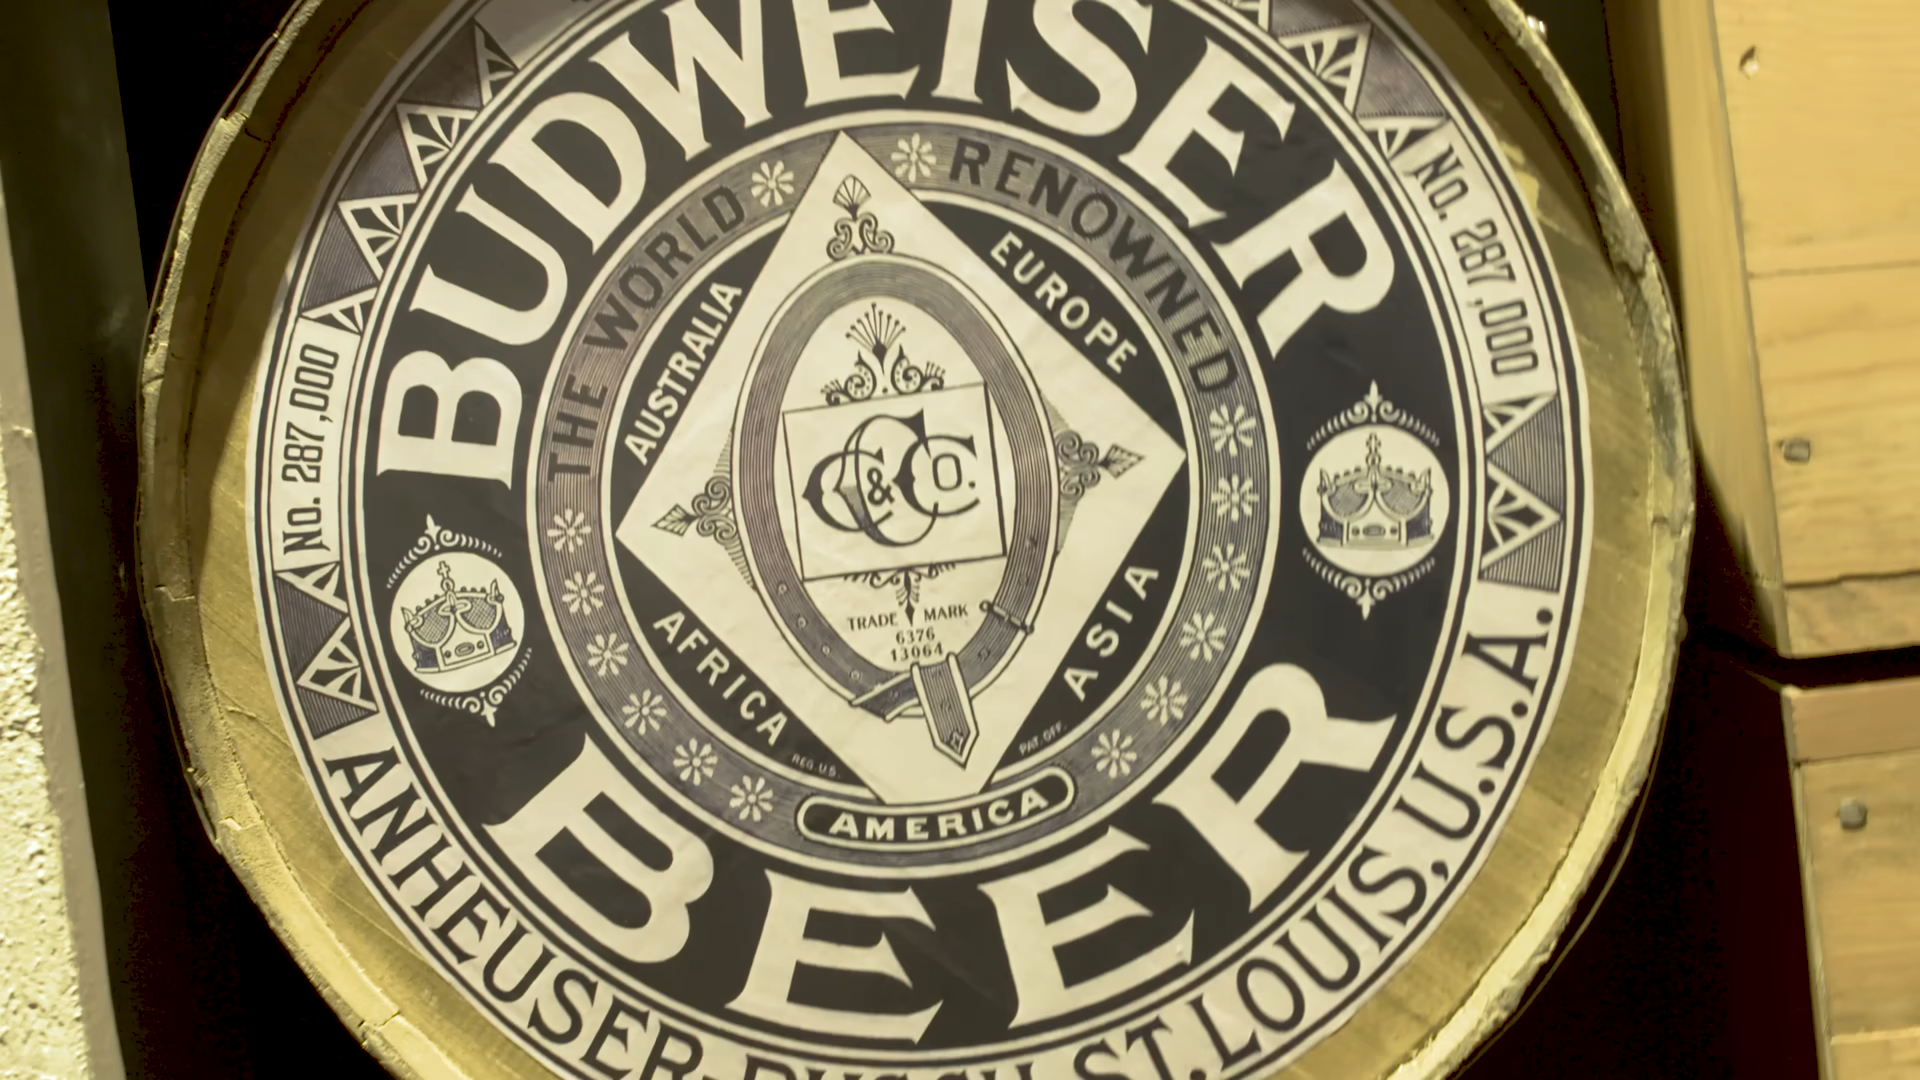 BUDWEISER
THE WORLD RENOWNED
AUSTRALIA
EUROPE
C&C CO.
TRADE MARK
6376
13064
AFRICA
ASIA
REG. U.S.
PAT. OFF.
AMERICA
BEER
No. 287,000
No. 287,000
ANHEUSER-BUSCH ST. LOUIS, U.S.A.